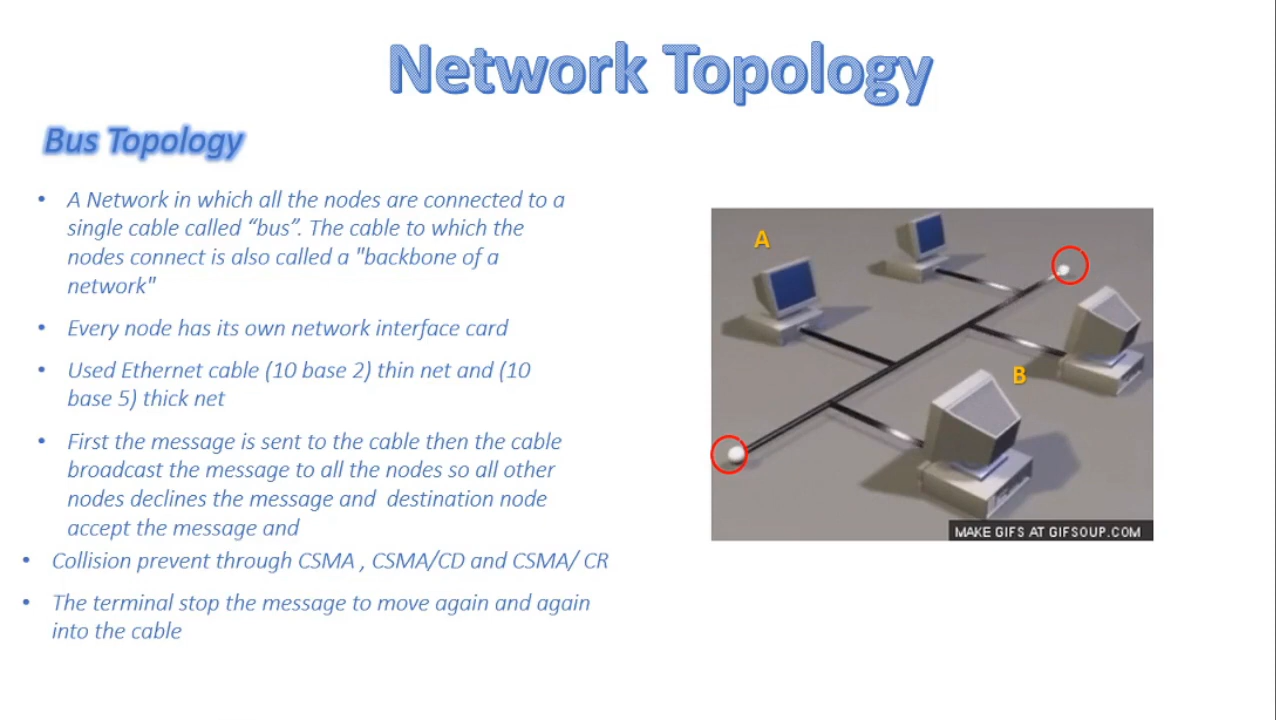 Network Topology
Bus Topology
• A Network in which all the nodes are connected to a
single cable called “bus”. The cable to which the
nodes connect is also called a "backbone of a
network"
• Every node has its own network interface card
• Used Ethernet cable (10 base 2) thin net and (10
base 5) thick net
• First the message is sent to the cable then the cable
broadcast the message to all the nodes so all other
nodes declines the message and destination node
accept the message and
• Collision prevent through CSMA , CSMA/CD and CSMA/ CR
• The terminal stop the message to move again and again
into the cable
A
B
MAKE GIFS AT GIFSOUP.COM